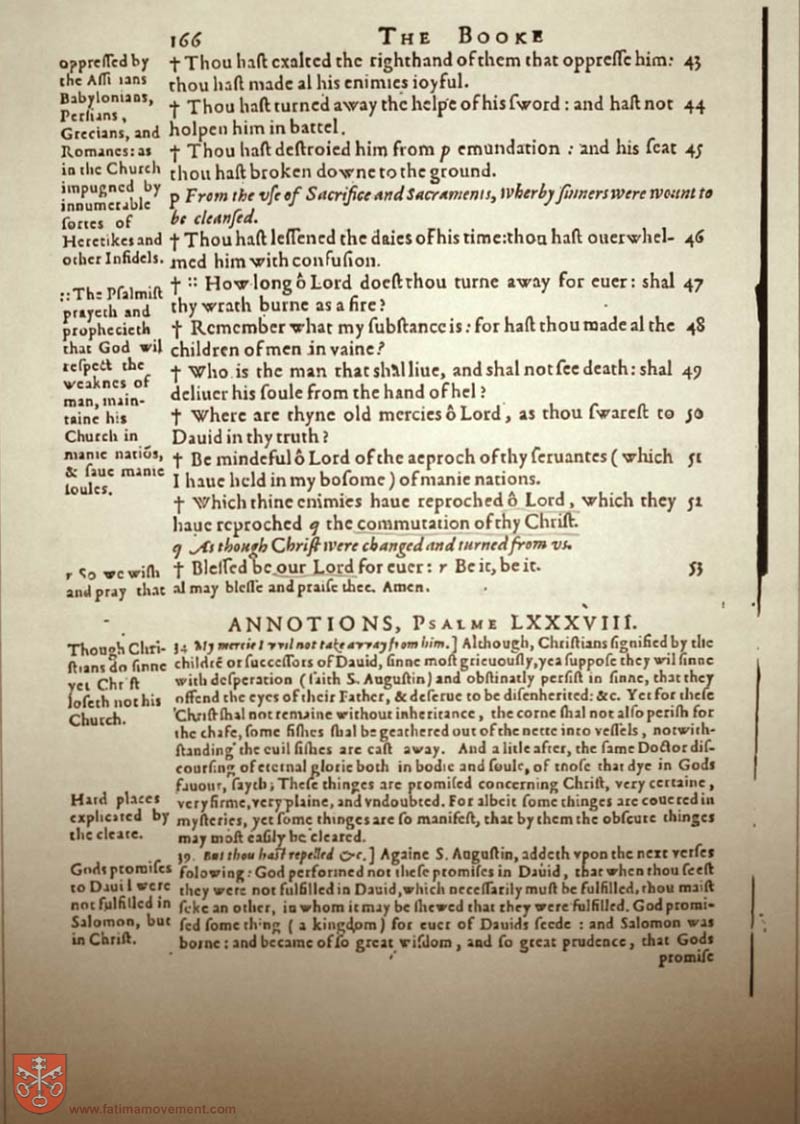 166 THE BOOKE
oppreſſed by
the Aſſi ians
Babylonians,
Perſians,
Grecians, and
Romanes: as
in the Church
impugned by
innumerable
ſortes of
Heretikes and
other Infidels.
:: The Pſalmiſt
prayeth and
prophecieth
that God wil
reſpect the
weaknes of
man, main-
taine his
Church in
manie natiõs,
& ſaue manie
ſoules.
r So we wiſh
and pray that
† Thou haſt exalted the righthand of them that oppreſſe him: 43
thou haſt made al his enimies ioyful.
† Thou haſt turned away the helpe of his ſword: and haſt not 44
holpen him in battel.
† Thou haſt deſtroied him from p emundation: and his ſeat 45
thou haſt broken downe to the ground.
p From the vſe of Sacrifice and Sacraments, wherby ſinners were wount to
be cleanſed.
† Thou haſt leſſened the daies of his time: thou haſt ouerwhel- 46
med him with confuſion.
† :: How long ô Lord doeſt thou turne away for euer: shal 47
thy wrath burne as a fire?
† Remember what my ſubſtance is: for haſt thou made al the 48
children of men in vaine?
† Who is the man that shal liue, and shal not ſee death: shal 49
deliuer his ſoule from the hand of hel?
† Where are thyne old mercies ô Lord, as thou ſwareſt to 50
Dauid in thy truth?
† Be mindeful ô Lord of the aeproch of thy ſeruantes (which 51
I haue held in my boſome) of manie nations.
† Which thine enimies haue reproched ô Lord, which they 52
haue reproched q the commutation of thy Chriſt.
q As though Chriſt were changed and turned from vs.
† Bleſſed be our Lord for euer: r Be it, be it. 53
al may bleſſe and praiſe thee. Amen.
ANNOTIONS, PSALME LXXXVIII.
Though Chri-
ſtians do ſinne
yet Chr ſt
loſeth not his
Church.
Hard places
explicated by
the cleare.
Gods promiſes
to Dauid were
not fulfilled in
Salomon, but
in Chriſt.
34 My mercie I vvil not take avvay from him.] Although, Chriſtians ſignified by the
childrẽ or ſucceſſors of Dauid, ſinne moſt grieuouſly, yea ſuppoſe they wil ſinne
with deſperation (ſaith S. Auguſtin) and obſtinatly perſiſt in ſinne, that they
offend the eyes of their Father, & deſerue to be diſenherited: &c. Yet for theſe
Chriſt shal not remaine without inheritance, the corne shal not alſo perish for
the chafe, ſome fishes shal be geathered out of the nette into veſſels, notwith-
ſtanding the euil fishes are caſt away. And a litle after, the ſame Doctor diſ-
courſing of eternal glorie both in bodie and ſoule, of thoſe that dye in Gods
fauour, ſayth; Theſe thinges are promiſed concerning Chriſt, very certaine,
very firme, very plaine, and vndoubted. For albeit ſome thinges are couered in
myſteries, yet ſome thinges are ſo manifeſt, that by them the obſcure thinges
may moſt eaſily be cleared.
39. But thou haſt repelled &c.] Againe S. Auguſtin, addeth vpon the next verſes
folowing: God performed not theſe promiſes in Dauid, that when thou ſeeſt
they were not fulfilled in Dauid, which neceſſarily muſt be fulfilled, thou maiſt
ſeke an other, in whom it may be shewed that they were fulfilled. God promi-
ſed ſome thing (a kingdom) for euer of Dauids ſeede: and Salomon was
borne: and became of ſo great wiſdom, and ſo great prudence, that Gods
promiſe
www.fatimamovement.com